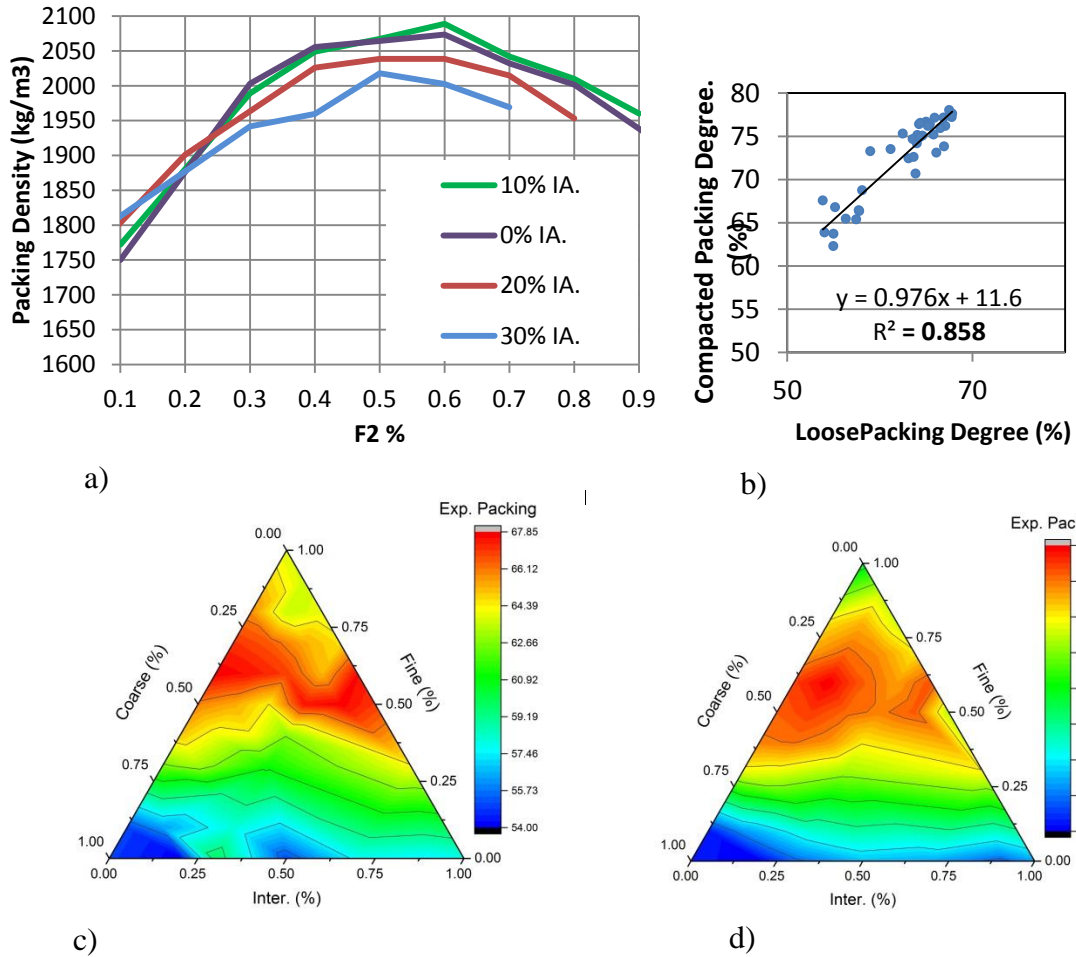 Packing Density (kg/m3)
2100
2050
2000
1950
1900
1850
1800
1750
1700
1650
1600
0.1 0.2 0.3 0.4 0.5 0.6 0.7 0.8 0.9
F2 %
10% IA.
0% IA.
20% IA.
30% IA.
a)
Compacted Packing Degree.
(%)
80
75
70
65
60
55
50
y = 0.976x + 11.6
R² = 0.858
50 70
LoosePacking Degree (%)
b)
Exp. Packing
67.85
66.12
64.39
62.66
60.92
59.19
57.46
55.73
54.00
0.00
0.25
0.50
0.75
1.00
Coarse (%)
1.00
0.75
0.50
0.25
0.00
Fine (%)
0.00 0.25 0.50 0.75 1.00
Inter. (%)
c)
Exp. Pac
0.00
0.25
0.50
0.75
1.00
Coarse (%)
1.00
0.75
0.50
0.25
0.00
Fine (%)
0.00 0.25 0.50 0.75 1.00
Inter. (%)
d)